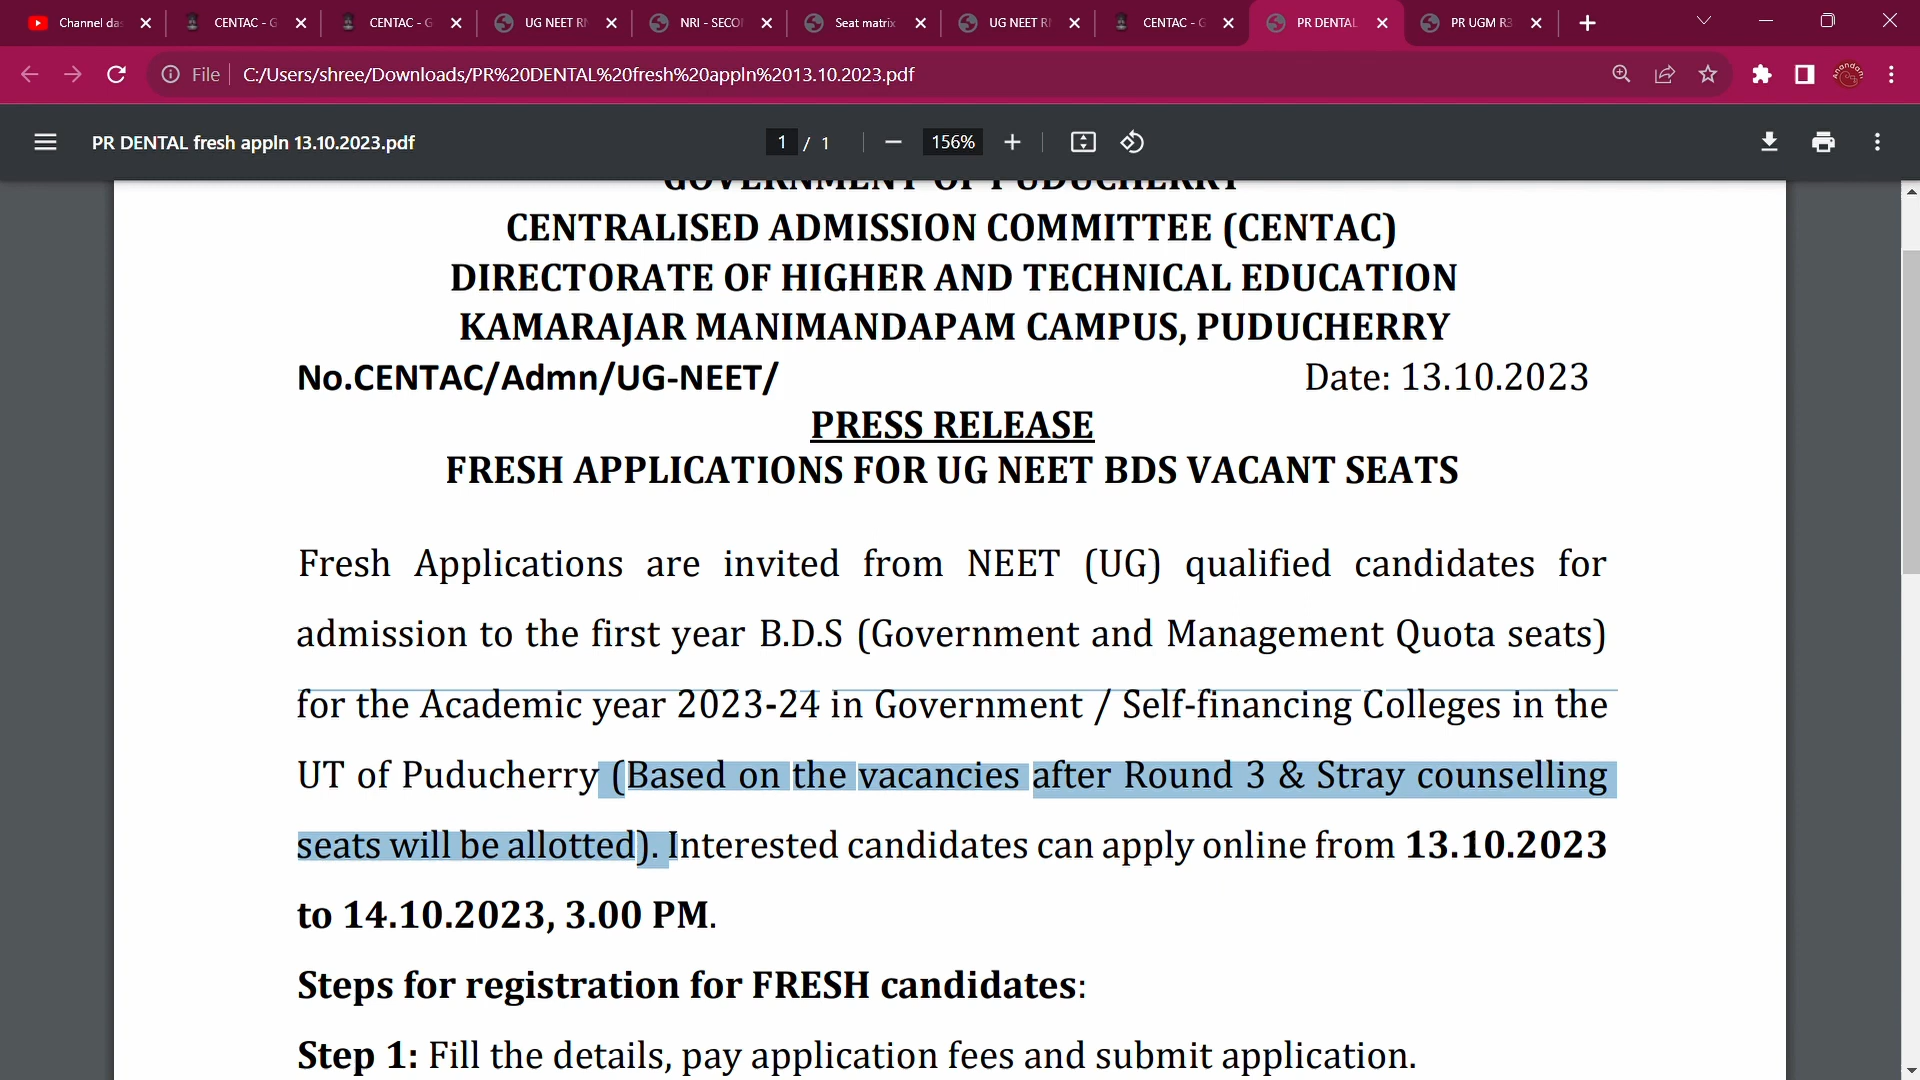 Channel da
CENTAC - G
CENTAC - G
UG NEET RN
NRI - SECO
Seat matrix
UG NEET RN
CENTAC - G
PR DENTAL
PR UGM R3
File
C:/Users/shree/Downloads/PR%20DENTAL%20fresh%20appln%2013.10.2023.pdf
PR DENTAL fresh appln 13.10.2023.pdf
1 / 1
156%
GOVERNMENT OF PUDUCHERRY
CENTRALISED ADMISSION COMMITTEE (CENTAC)
DIRECTORATE OF HIGHER AND TECHNICAL EDUCATION
KAMARAJAR MANIMANDAPAM CAMPUS, PUDUCHERRY
No.CENTAC/Admn/UG-NEET/ Date: 13.10.2023
PRESS RELEASE
FRESH APPLICATIONS FOR UG NEET BDS VACANT SEATS
Fresh Applications are invited from NEET (UG) qualified candidates for
admission to the first year B.D.S (Government and Management Quota seats)
for the Academic year 2023-24 in Government / Self-financing Colleges in the
UT of Puducherry (Based on the vacancies after Round 3 & Stray counselling
seats will be allotted). Interested candidates can apply online from 13.10.2023
to 14.10.2023, 3.00 PM.
Steps for registration for FRESH candidates:
Step 1: Fill the details, pay application fees and submit application.